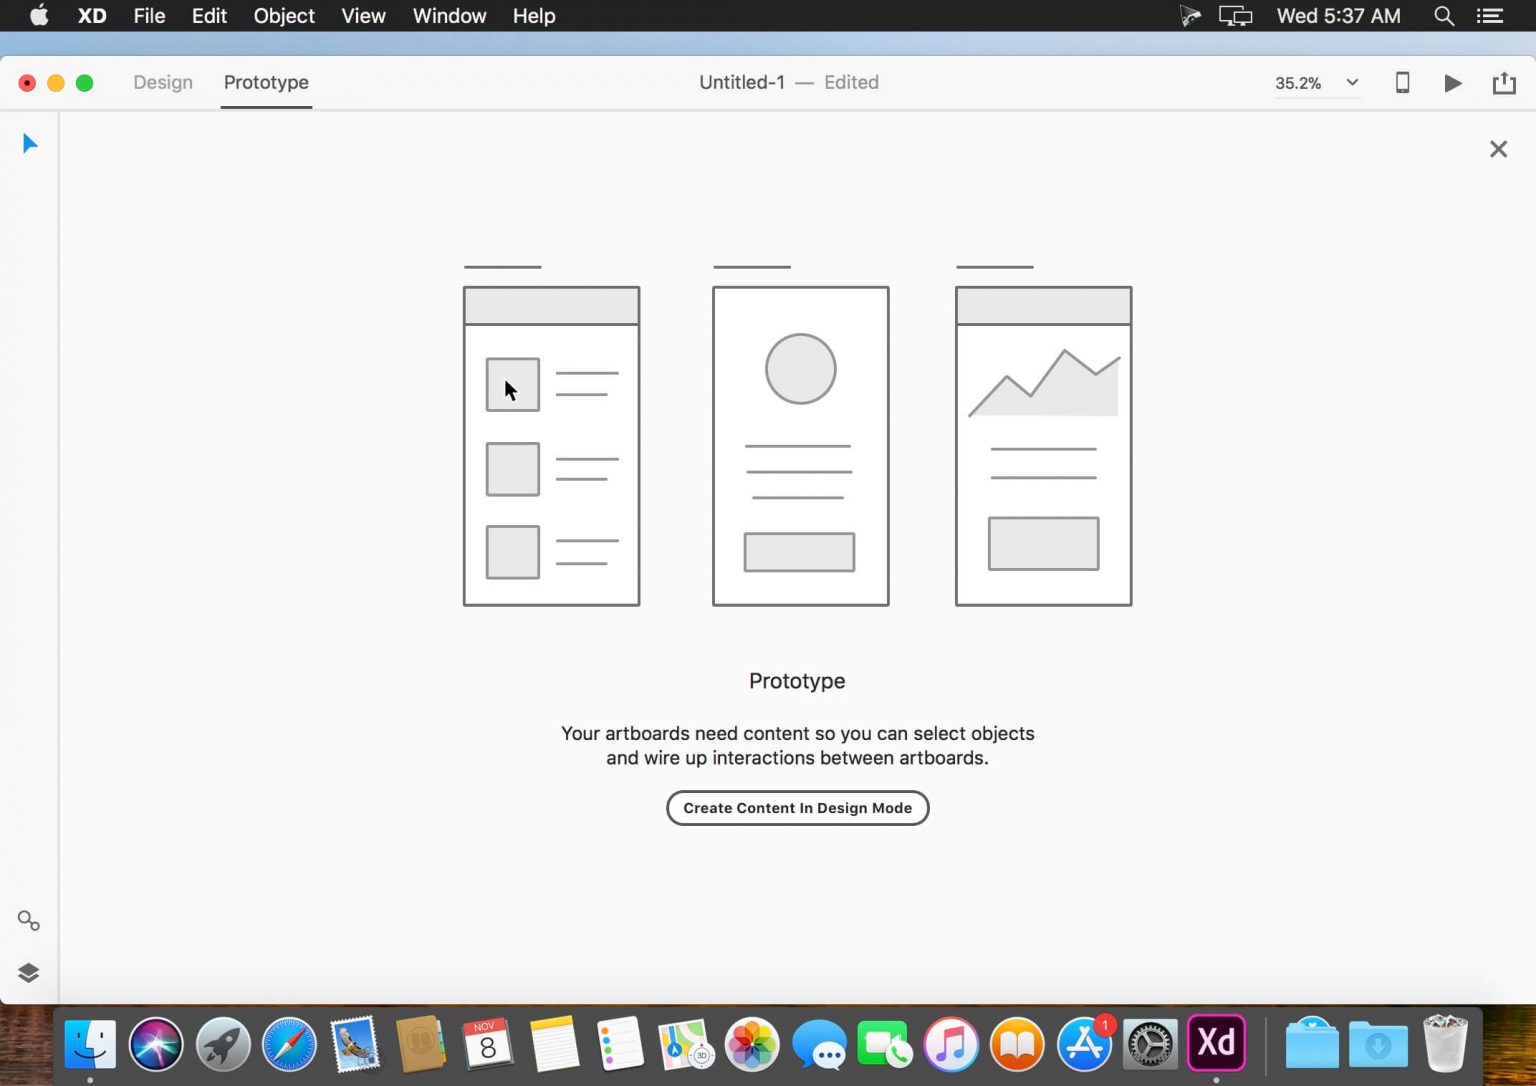 XD File Edit Object View Window Help Wed 5:37 AM
Design Prototype Untitled-1 — Edited 35.2%
Prototype
Your artboards need content so you can select objects
and wire up interactions between artboards.
Create Content In Design Mode
NOV
8
3D
1
Xd